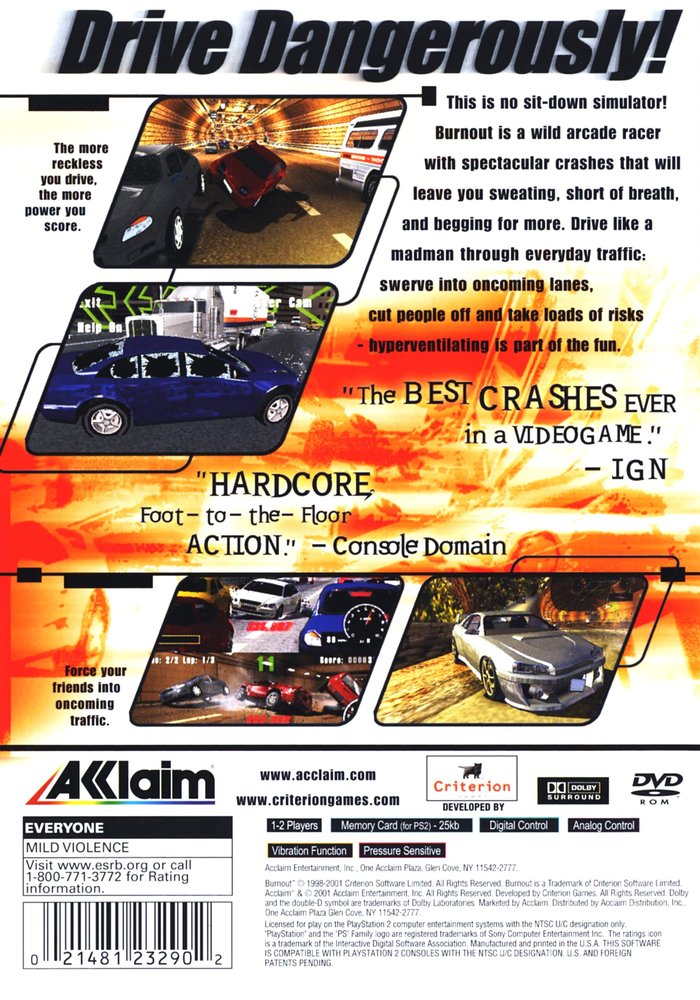 Drive Dangerously!
This is no sit-down simulator!
Burnout is a wild arcade racer
with spectacular crashes that will
leave you sweating, short of breath,
and begging for more. Drive like a
madman through everyday traffic:
swerve into oncoming lanes,
cut people off and take loads of risks
- hyperventilating is part of the fun.
The more
reckless
you drive,
the more
power you
score.
Exit
Help On
"The BEST CRASHES EVER
in a VIDEOGAME."
– IGN
"HARDCORE,
Foot-to-the-Floor
ACTION." – Console Domain
Force your
friends into
oncoming
traffic.
2/2 Lap: 1/3
Acclaim
www.acclaim.com
www.criteriongames.com
Criterion
DEVELOPED BY
DOLBY
SURROUND
DVD
ROM
1-2 Players
Memory Card (for PS2) - 25kb
Digital Control
Analog Control
Vibration Function
Pressure Sensitive
EVERYONE
MILD VIOLENCE
Visit www.esrb.org or call
1-800-771-3772 for Rating
information.
0 21481 23290 2
Acclaim Entertainment, Inc., One Acclaim Plaza, Glen Cove, NY 11542-2777.
Burnout™ © 1998-2001 Criterion Software Limited. All Rights Reserved. Burnout is a Trademark of Criterion Software Limited.
Acclaim® & © 2001 Acclaim Entertainment, Inc. All Rights Reserved. Developed by Criterion Games. All Rights Reserved. Dolby
and the double-D symbol are trademarks of Dolby Laboratories. Marketed by Acclaim. Distributed by Acclaim Distribution, Inc.,
One Acclaim Plaza Glen Cove, NY 11542-2777.
Licensed for play on the PlayStation 2 computer entertainment systems with the NTSC U/C designation only.
"PlayStation" and the "PS" Family logo are registered trademarks of Sony Computer Entertainment Inc. The ratings icon
is a trademark of the Interactive Digital Software Association. Manufactured and printed in the U.S.A. THIS SOFTWARE
IS COMPATIBLE WITH PLAYSTATION 2 CONSOLES WITH THE NTSC U/C DESIGNATION. U.S. AND FOREIGN
PATENTS PENDING.